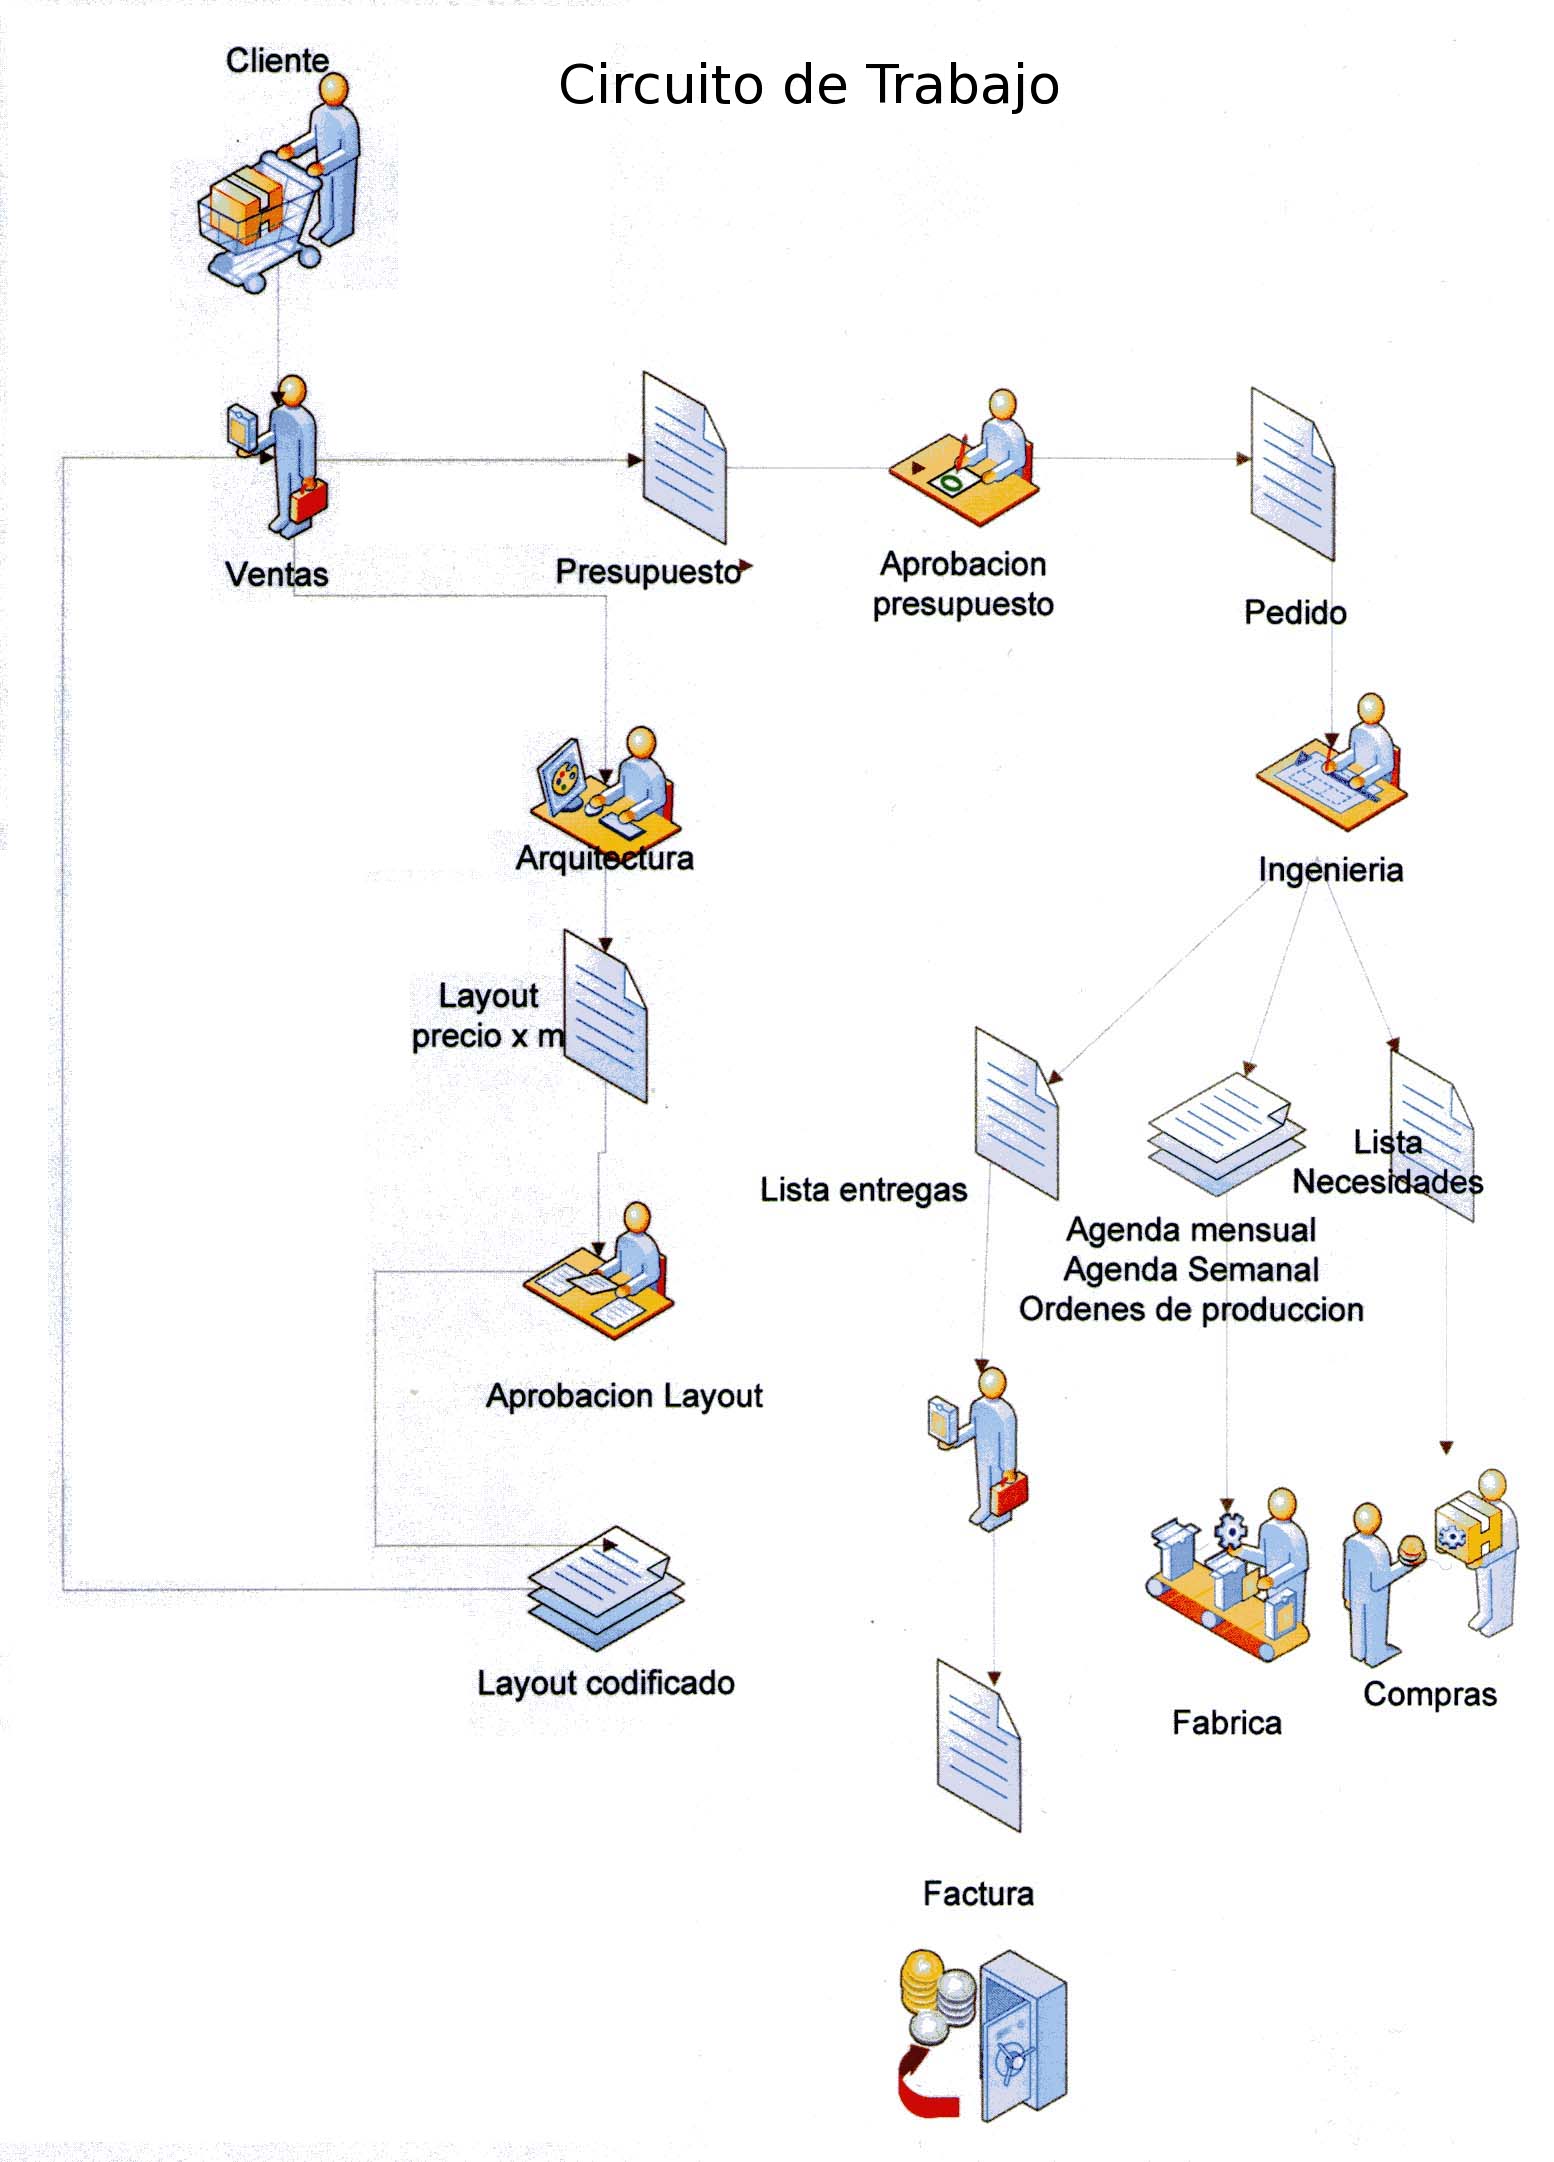 Cliente
Circuito de Trabajo
Ventas
Presupuesto
Aprobacion
presupuesto
Pedido
Arquitectura
Ingenieria
Layout
precio x m
Lista entregas
Lista
Necesidades
Agenda mensual
Agenda Semanal
Ordenes de produccion
Aprobacion Layout
Layout codificado
Fabrica
Compras
Factura